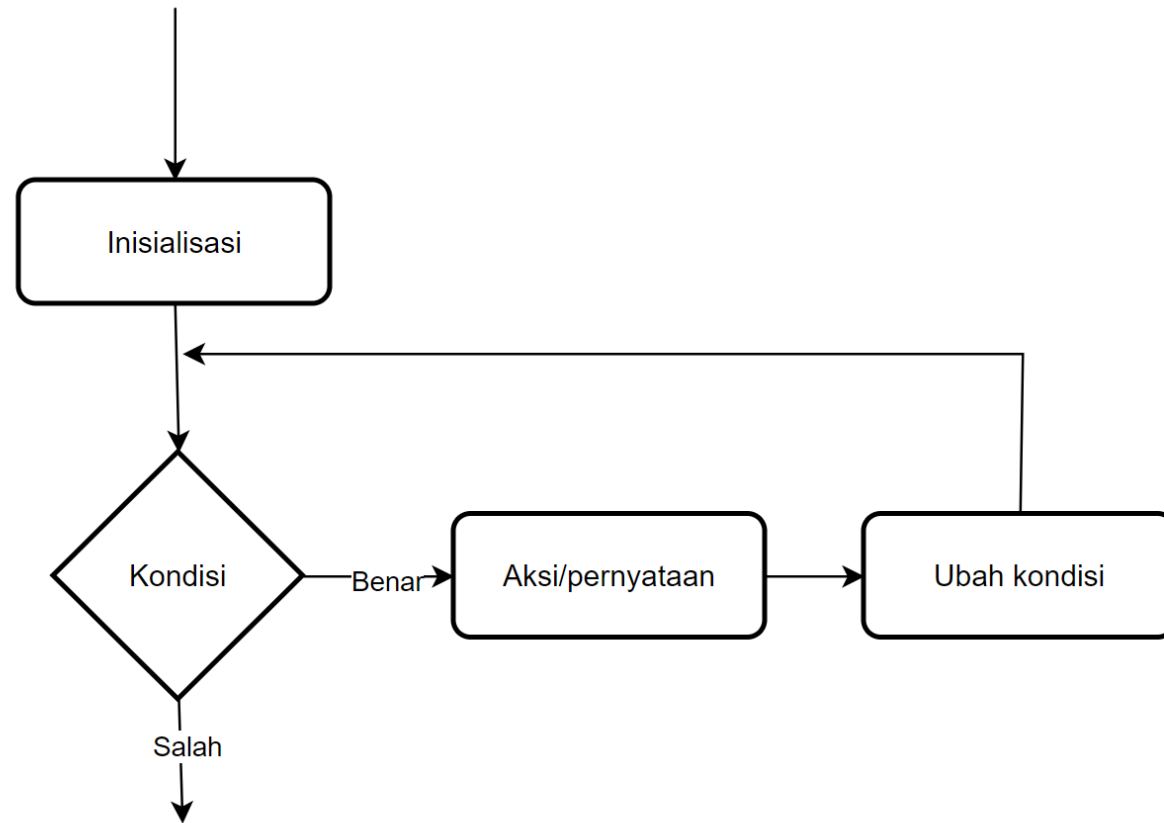 Inisialisasi
Kondisi
Benar
Aksi/pernyataan
Ubah kondisi
Salah